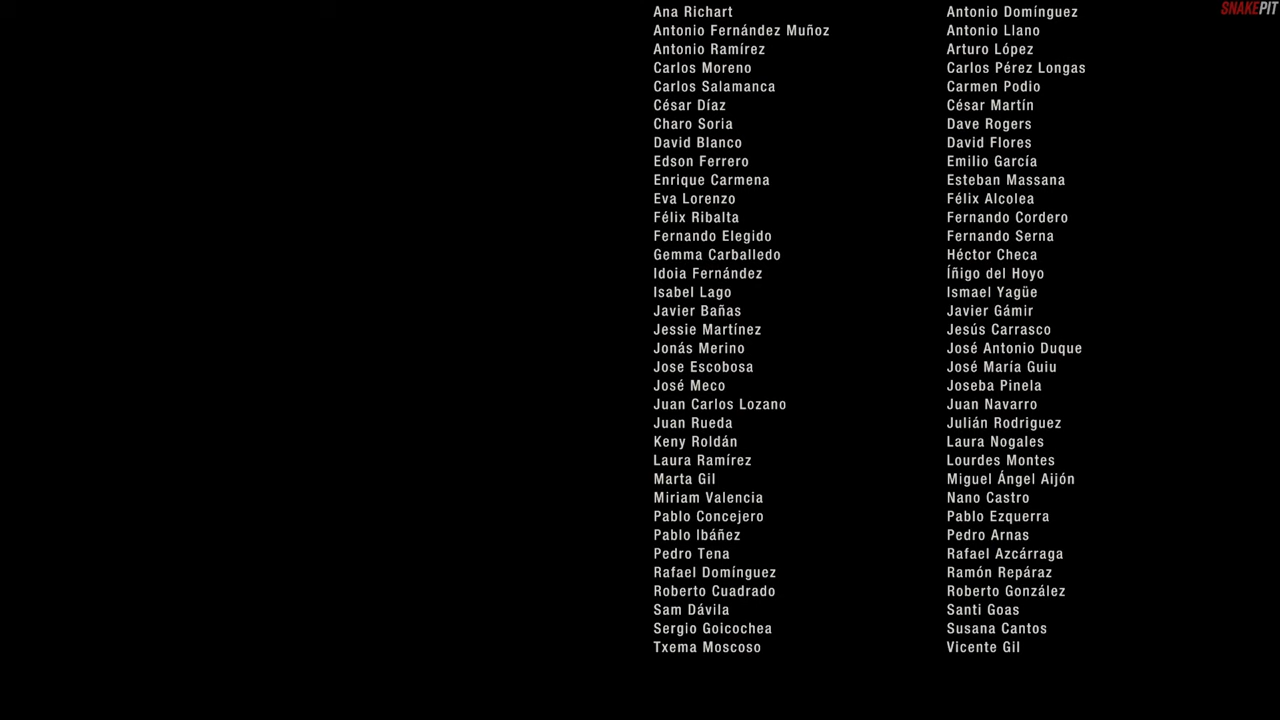 SNAKEPIT
Ana Richart Antonio Domínguez
Antonio Fernández Muñoz Antonio Llano
Antonio Ramírez Arturo López
Carlos Moreno Carlos Pérez Longas
Carlos Salamanca Carmen Podio
César Díaz César Martín
Charo Soria Dave Rogers
David Blanco David Flores
Edson Ferrero Emilio García
Enrique Carmena Esteban Massana
Eva Lorenzo Félix Alcolea
Félix Ribalta Fernando Cordero
Fernando Elegido Fernando Serna
Gemma Carballedo Héctor Checa
Idoia Fernández Íñigo del Hoyo
Isabel Lago Ismael Yagüe
Javier Bañas Javier Gámir
Jessie Martínez Jesús Carrasco
Jonás Merino José Antonio Duque
Jose Escobosa José María Guiu
José Meco Joseba Pinela
Juan Carlos Lozano Juan Navarro
Juan Rueda Julián Rodriguez
Keny Roldán Laura Nogales
Laura Ramírez Lourdes Montes
Marta Gil Miguel Ángel Aijón
Miriam Valencia Nano Castro
Pablo Concejero Pablo Ezquerra
Pablo Ibáñez Pedro Arnas
Pedro Tena Rafael Azcárraga
Rafael Domínguez Ramón Repáraz
Roberto Cuadrado Roberto González
Sam Dávila Santi Goas
Sergio Goicochea Susana Cantos
Txema Moscoso Vicente Gil